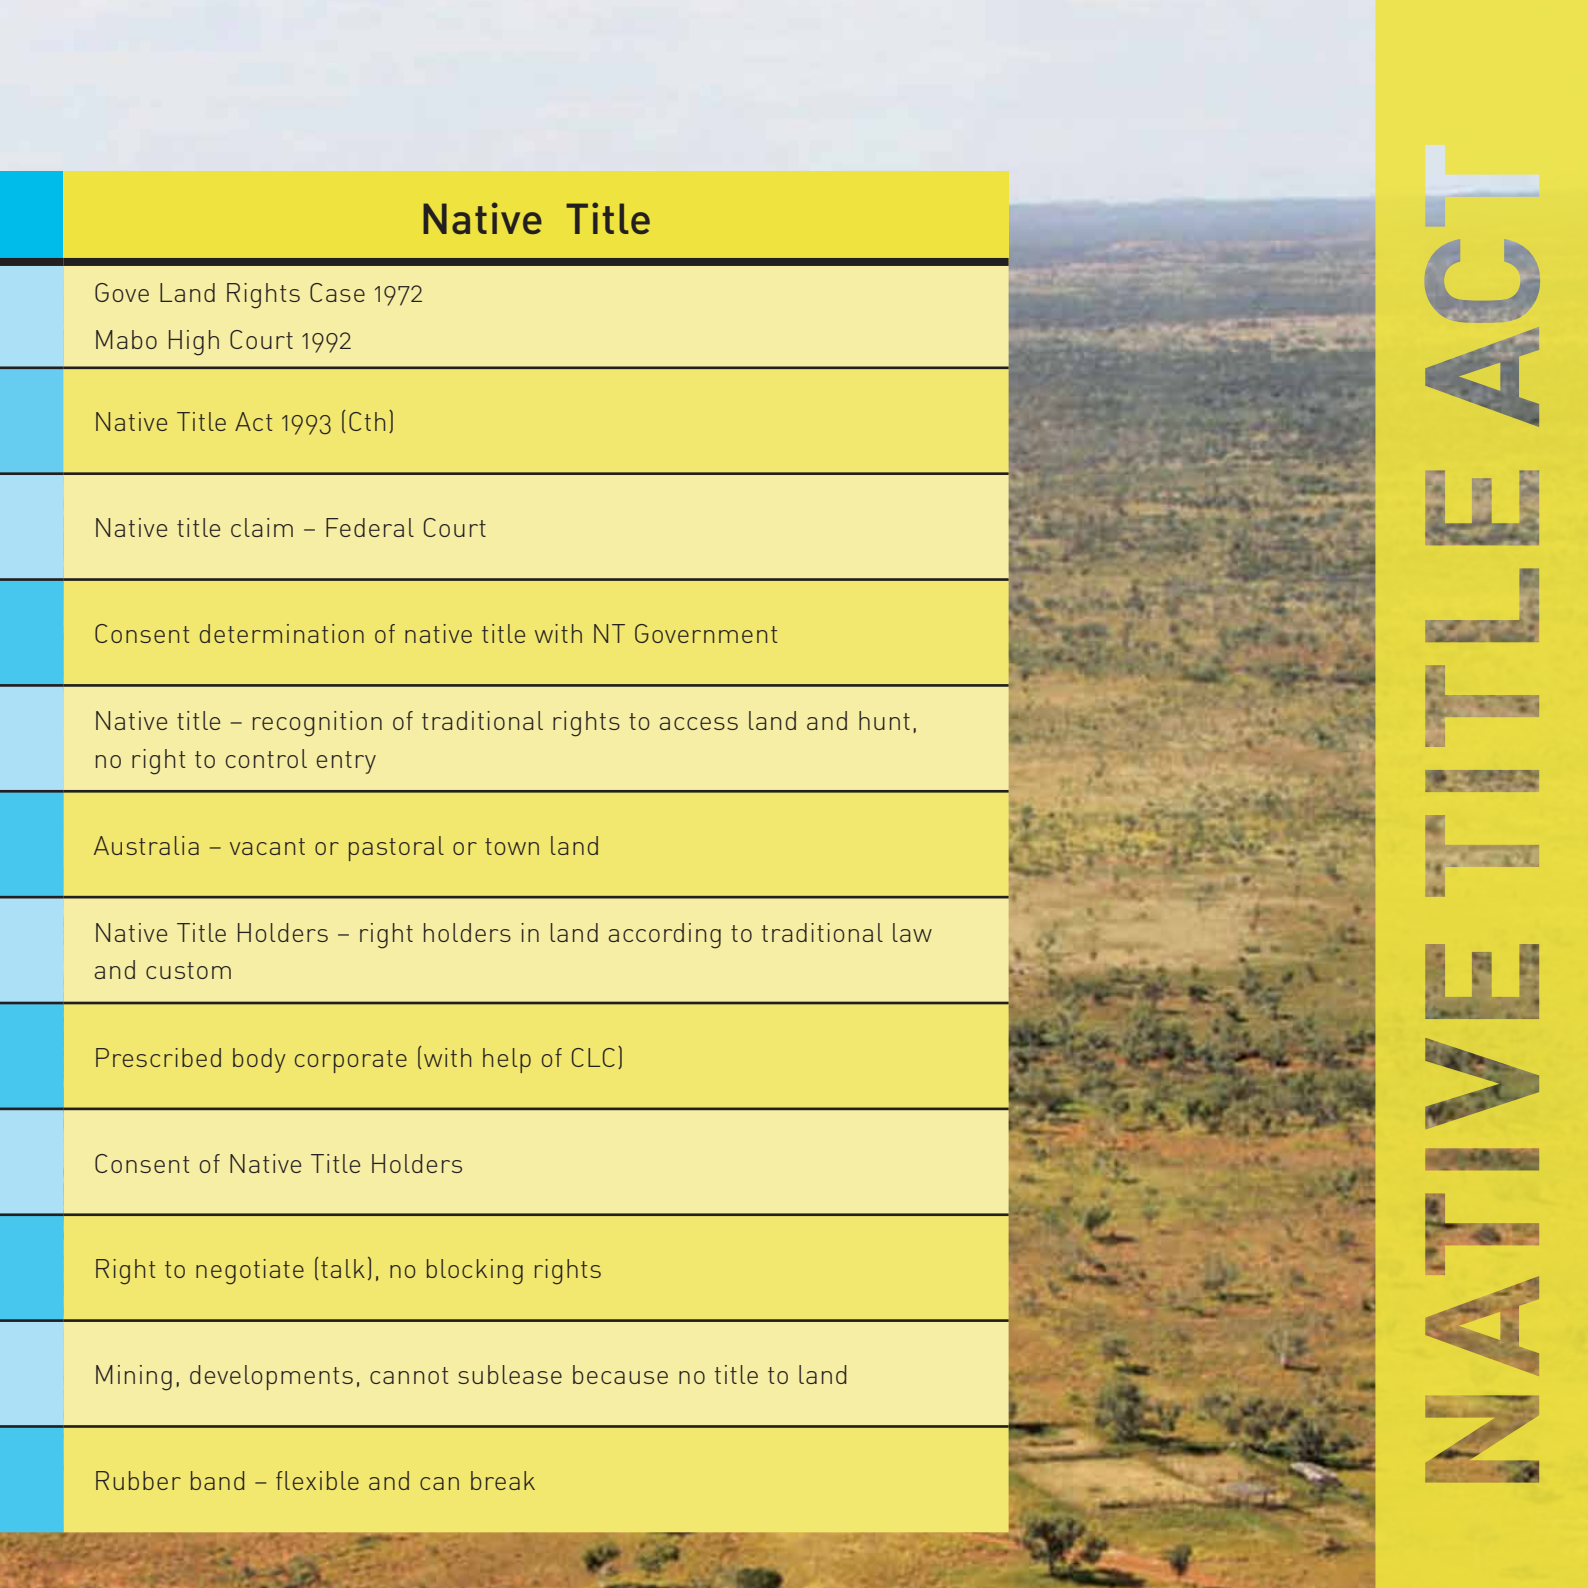 Native Title
Gove Land Rights Case 1972
Mabo High Court 1992
Native Title Act 1993 (Cth)
Native title claim – Federal Court
Consent determination of native title with NT Government
Native title – recognition of traditional rights to access land and hunt,
no right to control entry
Australia – vacant or pastoral or town land
Native Title Holders – right holders in land according to traditional law
and custom
Prescribed body corporate (with help of CLC)
Consent of Native Title Holders
Right to negotiate (talk), no blocking rights
Mining, developments, cannot sublease because no title to land
Rubber band – flexible and can break
NATIVE TITLE ACT